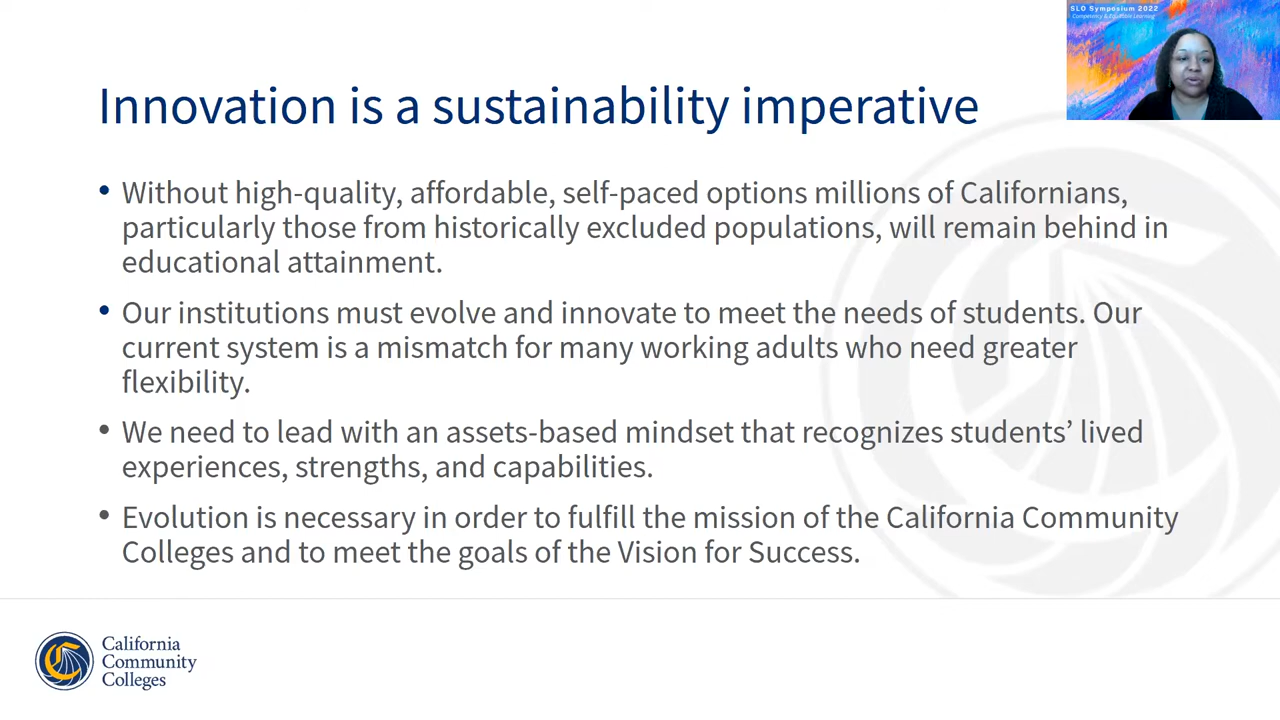 SLO Symposium 2022
Competency & Equitable Learning
Innovation is a sustainability imperative
• Without high-quality, affordable, self-paced options millions of Californians,
particularly those from historically excluded populations, will remain behind in
educational attainment.
• Our institutions must evolve and innovate to meet the needs of students. Our
current system is a mismatch for many working adults who need greater
flexibility.
• We need to lead with an assets-based mindset that recognizes students’ lived
experiences, strengths, and capabilities.
• Evolution is necessary in order to fulfill the mission of the California Community
Colleges and to meet the goals of the Vision for Success.
California
Community
Colleges